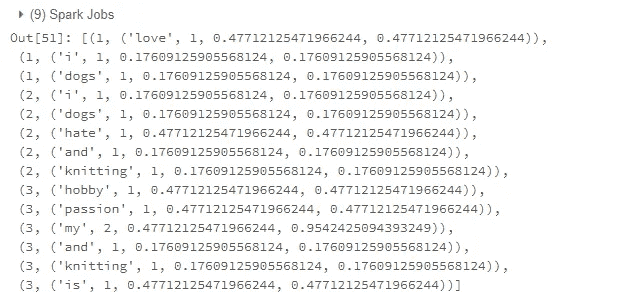 ▸ (9) Spark Jobs
Out[51]: [(1, ('love', 1, 0.47712125471966244, 0.47712125471966244)),
(1, ('i', 1, 0.17609125905568124, 0.17609125905568124)),
(1, ('dogs', 1, 0.17609125905568124, 0.17609125905568124)),
(2, ('i', 1, 0.17609125905568124, 0.17609125905568124)),
(2, ('dogs', 1, 0.17609125905568124, 0.17609125905568124)),
(2, ('hate', 1, 0.47712125471966244, 0.47712125471966244)),
(2, ('and', 1, 0.17609125905568124, 0.17609125905568124)),
(2, ('knitting', 1, 0.17609125905568124, 0.17609125905568124)),
(3, ('hobby', 1, 0.47712125471966244, 0.47712125471966244)),
(3, ('passion', 1, 0.47712125471966244, 0.47712125471966244)),
(3, ('my', 2, 0.47712125471966244, 0.9542425094393249)),
(3, ('and', 1, 0.17609125905568124, 0.17609125905568124)),
(3, ('knitting', 1, 0.17609125905568124, 0.17609125905568124)),
(3, ('is', 1, 0.47712125471966244, 0.47712125471966244))]